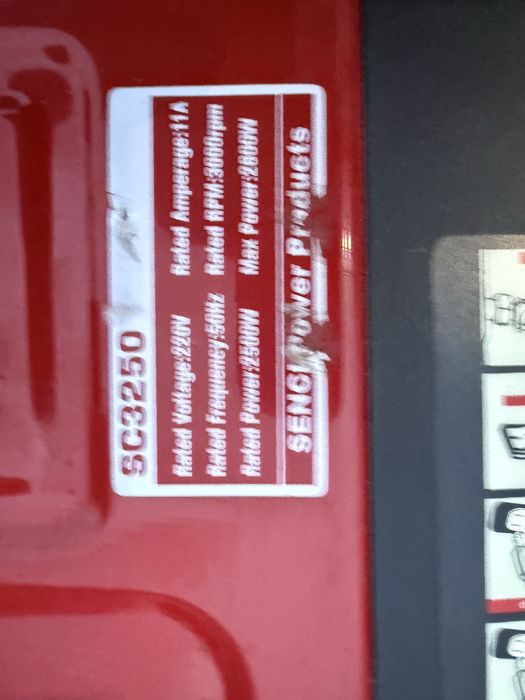 SC3250
Rated Voltage:220V Rated Amperage:11A
Rated Frequency:50Hz Rated RPM:3000rpm
Rated Power:2500W Max Power:2800W
SENCI Power Products